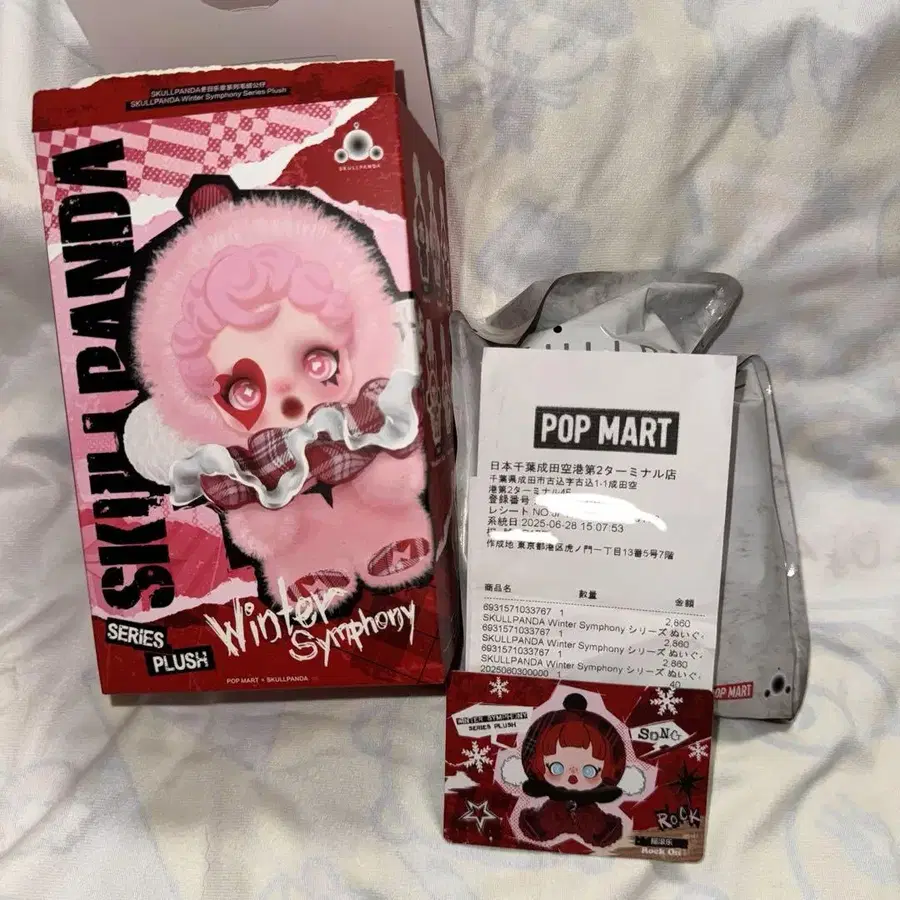 SKULLPANDA冬日乐章系列毛绒公仔
SKULLPANDA Winter Symphony Series Plush
SKULLPANDA
SKULLPANDA
Winter
Symphony
SERIES
PLUSH
POP MART × SKULLPANDA
POP MART
日本千葉成田空港第2ターミナル店
千葉県成田市古込字古込1-1成田空
港第2ターミナル4F
登録番号
レシート NO.
系統日 2025-06-28 15:07:53
作成地 東京都港区虎ノ門一丁目13番5号7階
商品名 数量 金額
6931571033767 1 2,860
SKULLPANDA Winter Symphony シリーズ ぬいぐ
6931571033767 1 2,860
SKULLPANDA Winter Symphony シリーズ ぬいぐ
6931571033767 1 2,860
SKULLPANDA Winter Symphony シリーズ ぬいぐ
2025060300000 1 40
POP MART
WINTER SYMPHONY
SERIES PLUSH
SONG
ROCK
摇滚乐
Rock On